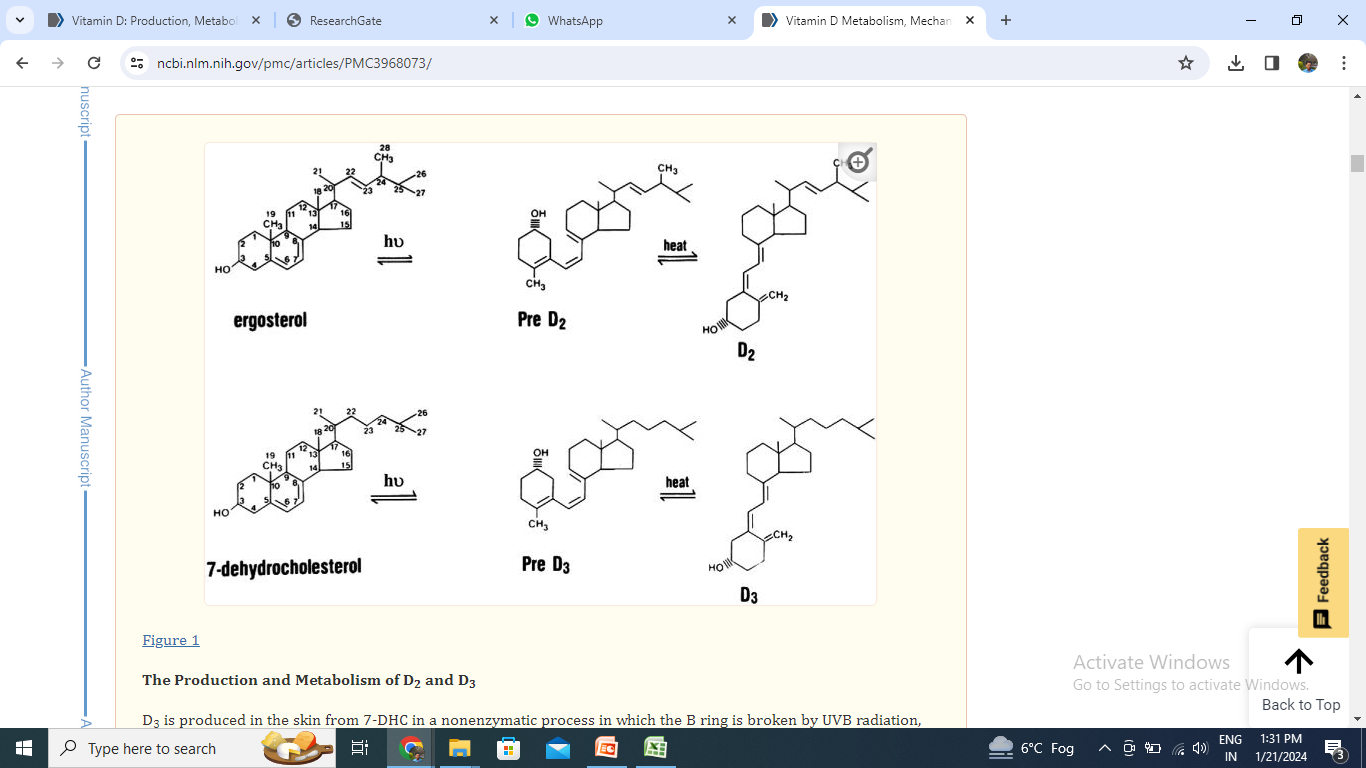 Vitamin D: Production, Metabol
ResearchGate
WhatsApp
Vitamin D Metabolism, Mechan
ncbi.nlm.nih.gov/pmc/articles/PMC3968073/
nuscript
Author Manuscript
A
28
CH3
21 22 26
20 24 25 27
18 23
12 17
19 11 13 16
CH3 14 15
1 9
2 10 8
3 4 5 6 7
HO
hυ
ergosterol
CH3
OH
CH3
Pre D2
heat
CH
CH2
HO
D2
21 22 26
20 24 25 27
18 23
12 17
19 11 13 16
CH3 14 15
1 9
2 10 8
3 4 5 6 7
HO
hυ
7-dehydrocholesterol
OH
CH3
Pre D3
heat
CH2
HO
D3
Figure 1
The Production and Metabolism of D2 and D3
D3 is produced in the skin from 7-DHC in a nonenzymatic process in which the B ring is broken by UVB radiation,
Feedback
Activate Windows
Go to Settings to activate Windows.
Back to Top
Type here to search
6°C Fog
ENG
IN
1:31 PM
1/21/2024
3